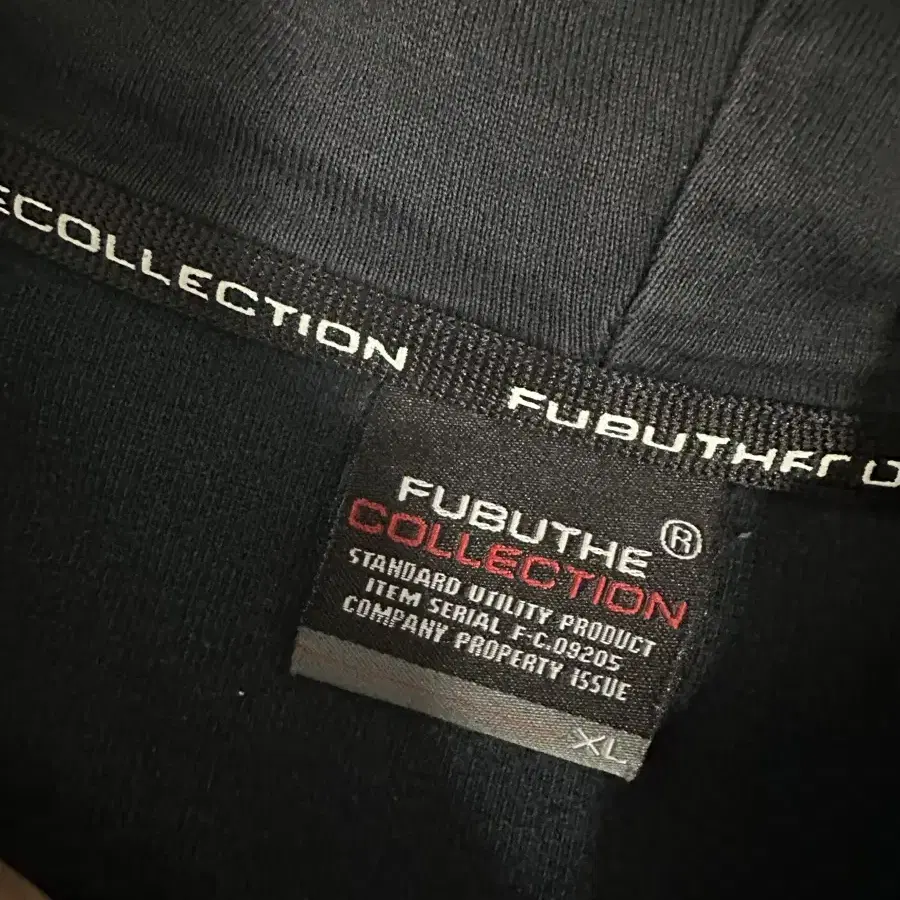 ECOLLECTION
FUBUTHE
FUBUTHE®
COLLECTION
STANDARD UTILITY PRODUCT
ITEM SERIAL F-C.09205
COMPANY PROPERTY ISSUE
XL